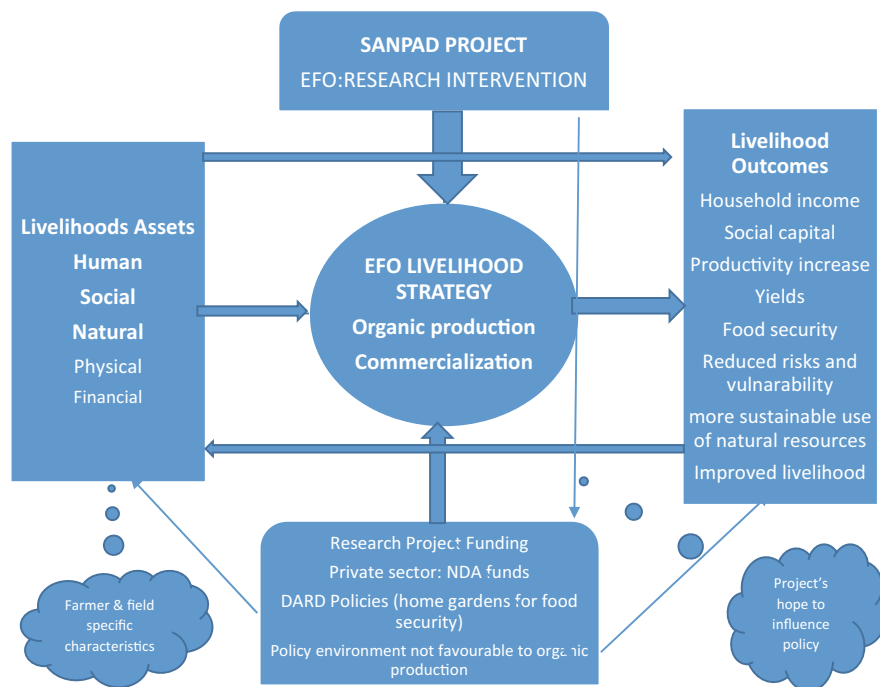 SANPAD PROJECT
EFO:RESEARCH INTERVENTION
Livelihoods Assets
Human
Social
Natural
Physical
Financial
EFO LIVELIHOOD
STRATEGY
Organic production
Commercialization
Livelihood
Outcomes
Household income
Social capital
Productivity increase
Yields
Food security
Reduced risks and
vulnarability
more sustainable use
of natural resources
Improved livelihood
Research Project Funding
Private sector: NDA funds
DARD Policies (home gardens for food
security)
Policy environment not favourable to organic
production
Farmer & field
specific
characteristics
Project's
hope to
influence
policy